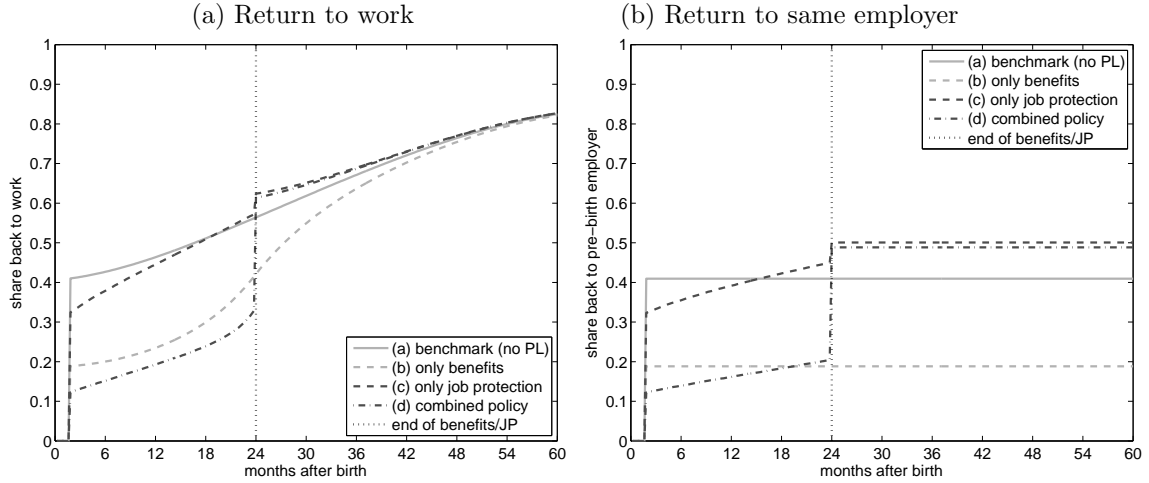 (a) Return to work
1
0.9
0.8
0.7
0.6
0.5
0.4
0.3
0.2
0.1
0
share back to work
0 6 12 18 24 30 36 42 48 54 60
months after birth
(a) benchmark (no PL)
(b) only benefits
(c) only job protection
(d) combined policy
end of benefits/JP
(b) Return to same employer
1
0.9
0.8
0.7
0.6
0.5
0.4
0.3
0.2
0.1
0
share back to pre−birth employer
0 6 12 18 24 30 36 42 48 54 60
months after birth
(a) benchmark (no PL)
(b) only benefits
(c) only job protection
(d) combined policy
end of benefits/JP